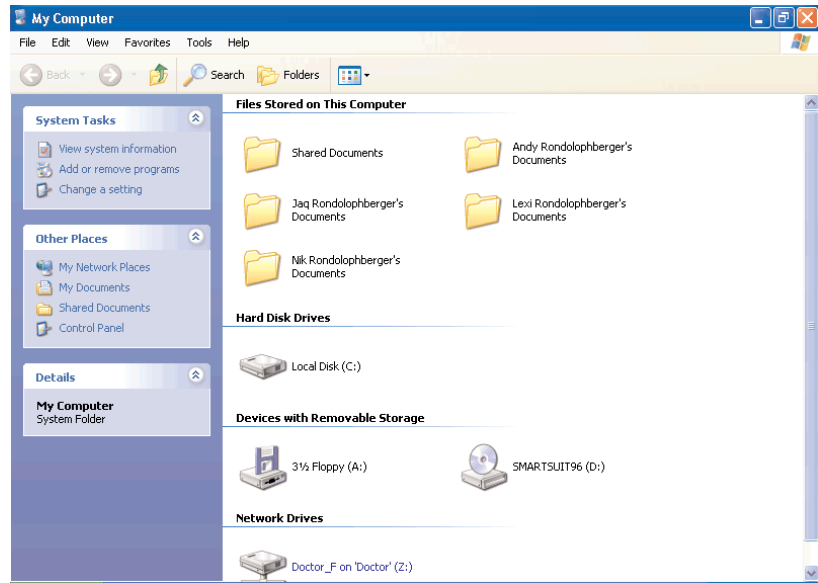 My Computer
File Edit View Favorites Tools Help
Back Search Folders
System Tasks
View system information
Add or remove programs
Change a setting
Other Places
My Network Places
My Documents
Shared Documents
Control Panel
Details
My Computer
System Folder
Files Stored on This Computer
Shared Documents
Andy Rondolophberger's
Documents
Jaq Rondolophberger's
Documents
Lexi Rondolophberger's
Documents
Nik Rondolophberger's
Documents
Hard Disk Drives
Local Disk (C:)
Devices with Removable Storage
3½ Floppy (A:)
SMARTSUIT96 (D:)
Network Drives
Doctor_F on 'Doctor' (Z:)